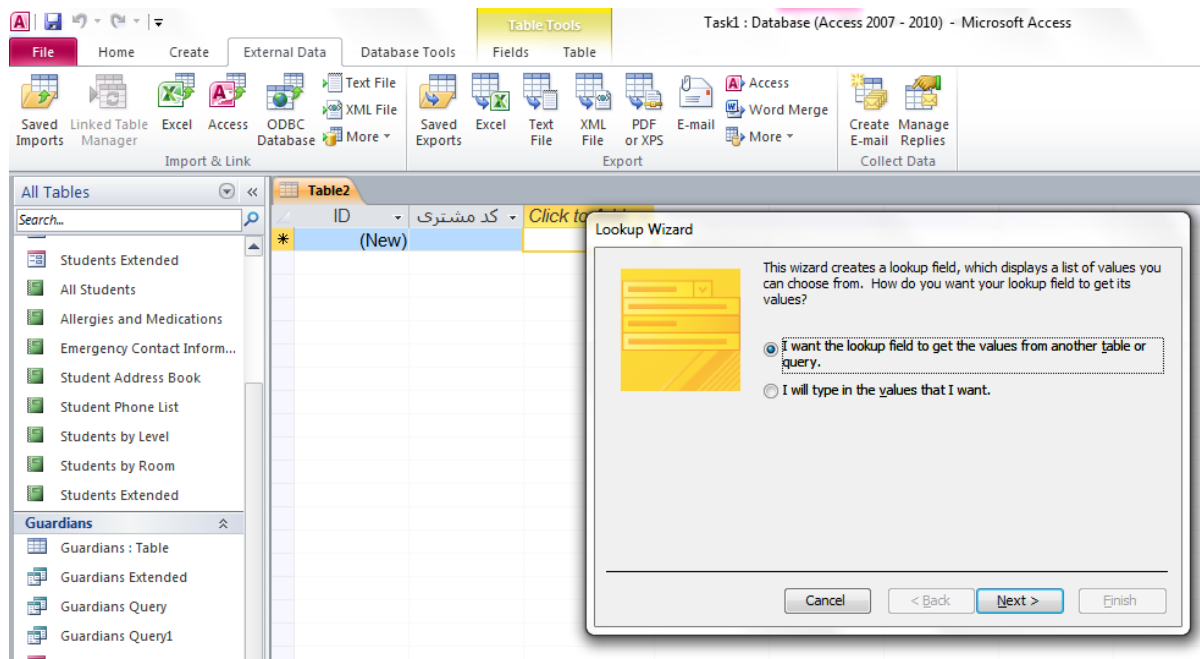 Table Tools
Task1 : Database (Access 2007 - 2010) - Microsoft Access
File Home Create External Data Database Tools Fields Table
Saved Imports
Linked Table Manager
Excel
Access
ODBC Database
Text File
XML File
More
Import & Link
Saved Exports
Excel
Text File
XML File
PDF or XPS
E-mail
Access
Word Merge
More
Export
Create E-mail
Manage Replies
Collect Data
All Tables
Search...
Students Extended
All Students
Allergies and Medications
Emergency Contact Inform...
Student Address Book
Student Phone List
Students by Level
Students by Room
Students Extended
Guardians
Guardians : Table
Guardians Extended
Guardians Query
Guardians Query1
Table2
ID کد مشتری Click to
(New)
Lookup Wizard
This wizard creates a lookup field, which displays a list of values you
can choose from. How do you want your lookup field to get its
values?
I want the lookup field to get the values from another table or
query.
I will type in the values that I want.
Cancel < Back Next > Finish